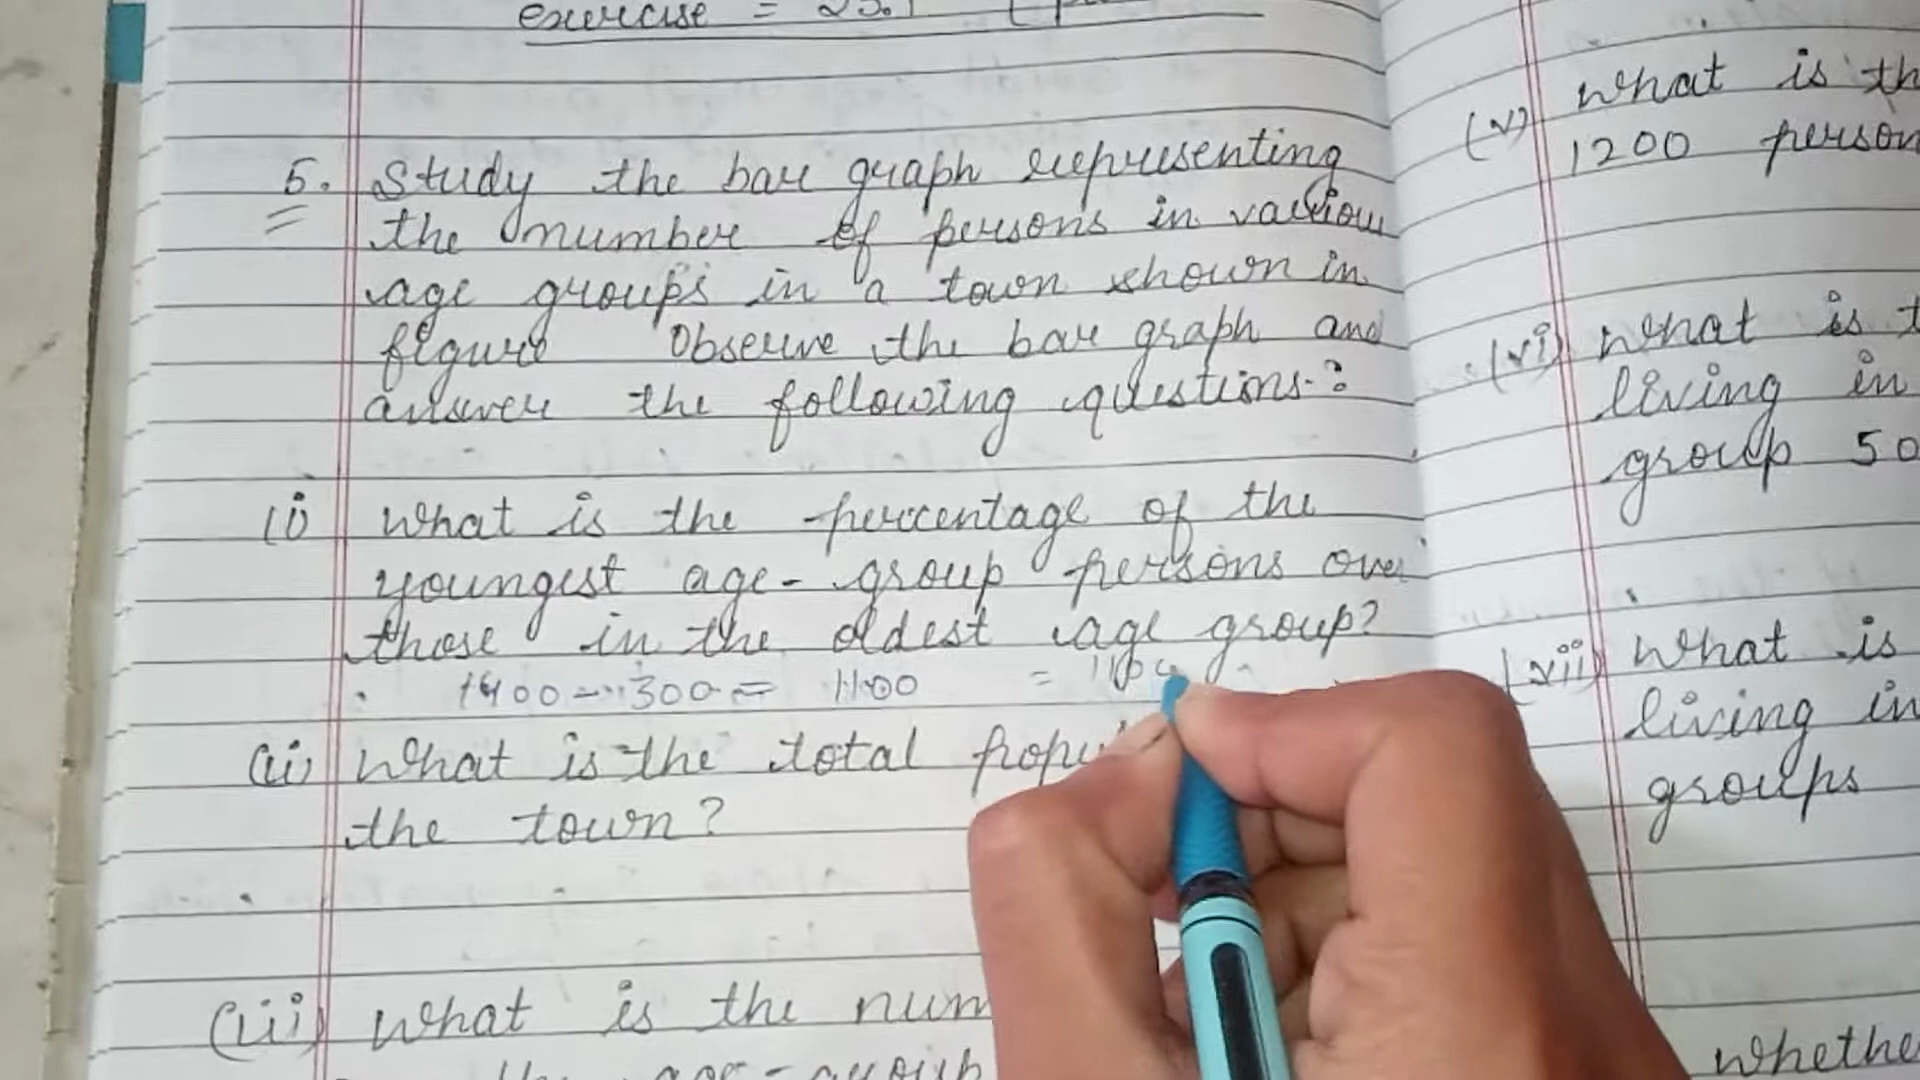 exercise = 23.1
5. Study the bar graph representing
the number of persons in various
age groups in a town shown in
figure Observe the bar graph and
answer the following questions:
(i) What is the percentage of the
youngest age-group persons over
those in the oldest age group?
1400 - 300 = 1100 =
(ii) What is the total
the town?
(iii) What is the num
(v) What is th
1200 person
(vi) What is t
living in
group 50
(vii) What is
living in
groups
whethe